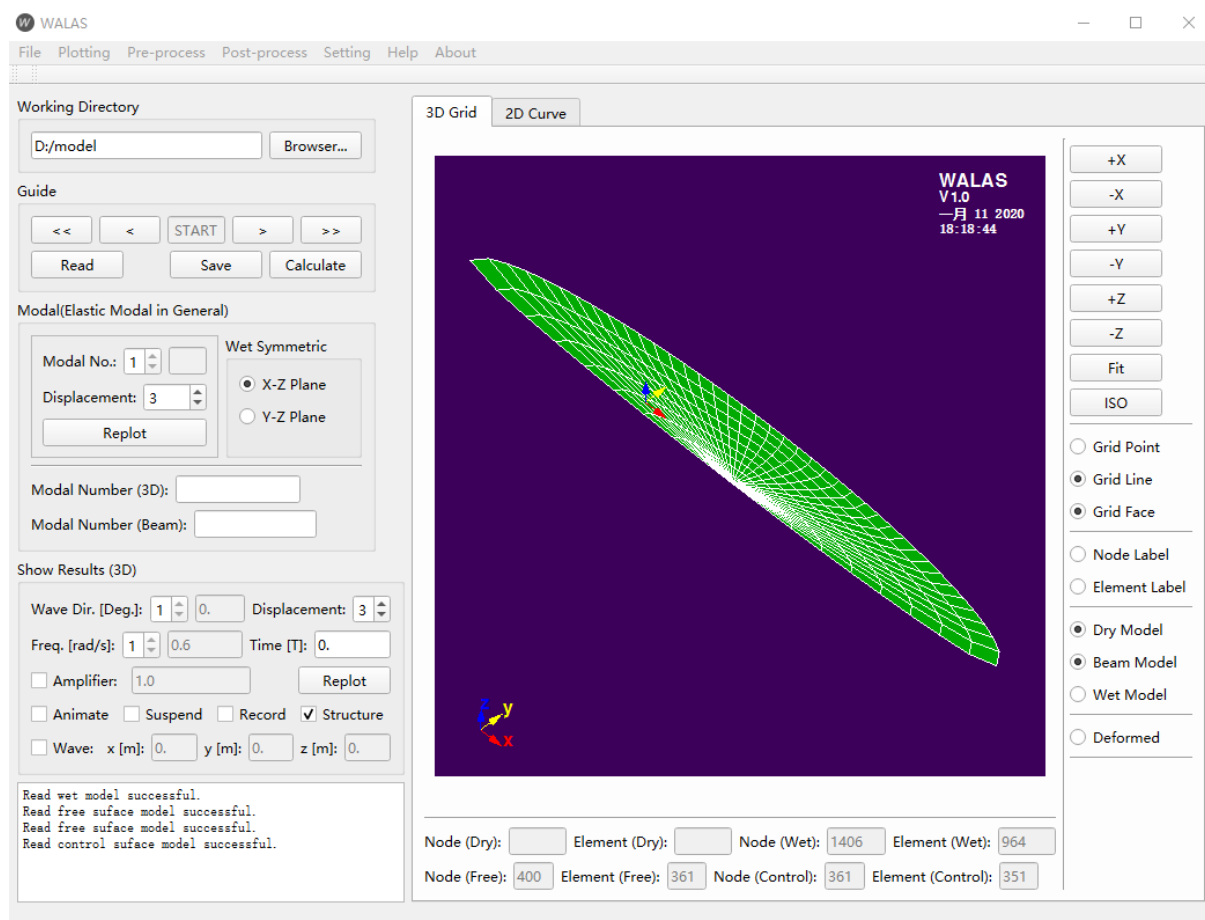 WALAS
File Plotting Pre-process Post-process Setting Help About
Working Directory
D:/model Browser...
Guide
<< < START > >>
Read Save Calculate
Modal(Elastic Modal in General)
Modal No.: 1
Displacement: 3
Replot
Wet Symmetric
X-Z Plane
Y-Z Plane
Modal Number (3D):
Modal Number (Beam):
Show Results (3D)
Wave Dir. [Deg.]: 1 0. Displacement: 3
Freq. [rad/s]: 1 0.6 Time [T]: 0.
Amplifier: 1.0 Replot
Animate Suspend Record Structure
Wave: x [m]: 0. y [m]: 0. z [m]: 0.
Read wet model successful.
Read free suface model successful.
Read free suface model successful.
Read control suface model successful.
3D Grid 2D Curve
WALAS
V 1.0
一月 11 2020
18:18:44
z
y
x
+X
-X
+Y
-Y
+Z
-Z
Fit
ISO
Grid Point
Grid Line
Grid Face
Node Label
Element Label
Dry Model
Beam Model
Wet Model
Deformed
Node (Dry): Element (Dry): Node (Wet): 1406 Element (Wet): 964
Node (Free): 400 Element (Free): 361 Node (Control): 361 Element (Control): 351